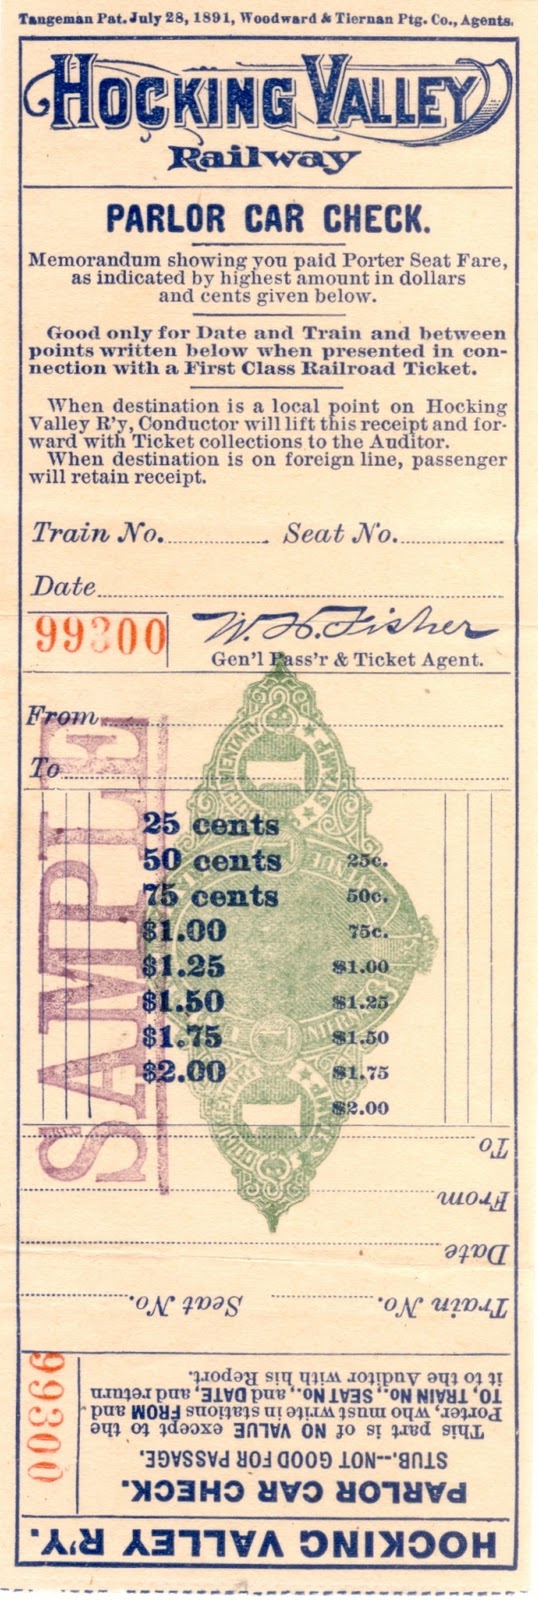 Tangeman Pat. July 28, 1891, Woodward & Tiernan Ptg. Co., Agents.
HOCKING VALLEY
Railway
PARLOR CAR CHECK.
Memorandum showing you paid Porter Seat Fare,
as indicated by highest amount in dollars
and cents given below.
Good only for Date and Train and between
points written below when presented in con-
nection with a First Class Railroad Ticket.
When destination is a local point on Hocking
Valley R'y, Conductor will lift this receipt and for-
ward with Ticket collections to the Auditor.
When destination is on foreign line, passenger
will retain receipt.
Train No. Seat No.
Date
99300
W. H. Fisher
Gen'l Pass'r & Ticket Agent.
From
To
SAMPLE
DOCUMENTARY
STAMP
1
25 cents
50 cents 25c.
75 cents 50c.
$1.00 75c.
$1.25 $1.00
$1.50 $1.25
$1.75 $1.50
$2.00 $1.75
$2.00
DOCUMENTARY
1
To
From
Date
Train No. Seat No.
99300
HOCKING VALLEY R'Y.
PARLOR CAR CHECK.
STUB.--NOT GOOD FOR PASSAGE.
This part is of NO VALUE except to the
Porter, who must write in stations FROM and
TO, TRAIN No., SEAT No., and DATE, and return
it to the Auditor with his Report.